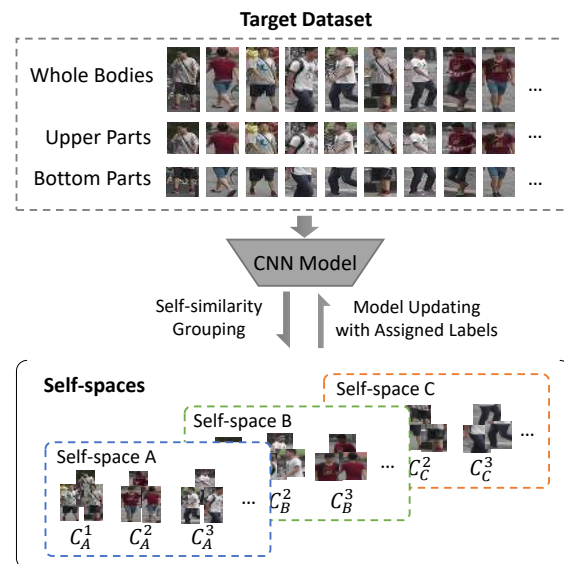 Target Dataset
Whole Bodies
...
Upper Parts
...
Bottom Parts
...
CNN Model
Self-similarity
Grouping
Model Updating
with Assigned Labels
Self-spaces
Self-space C
Self-space B
Self-space A
...
C_C^2
C_C^3
...
C_B^2
C_B^3
...
C_A^1
C_A^2
C_A^3